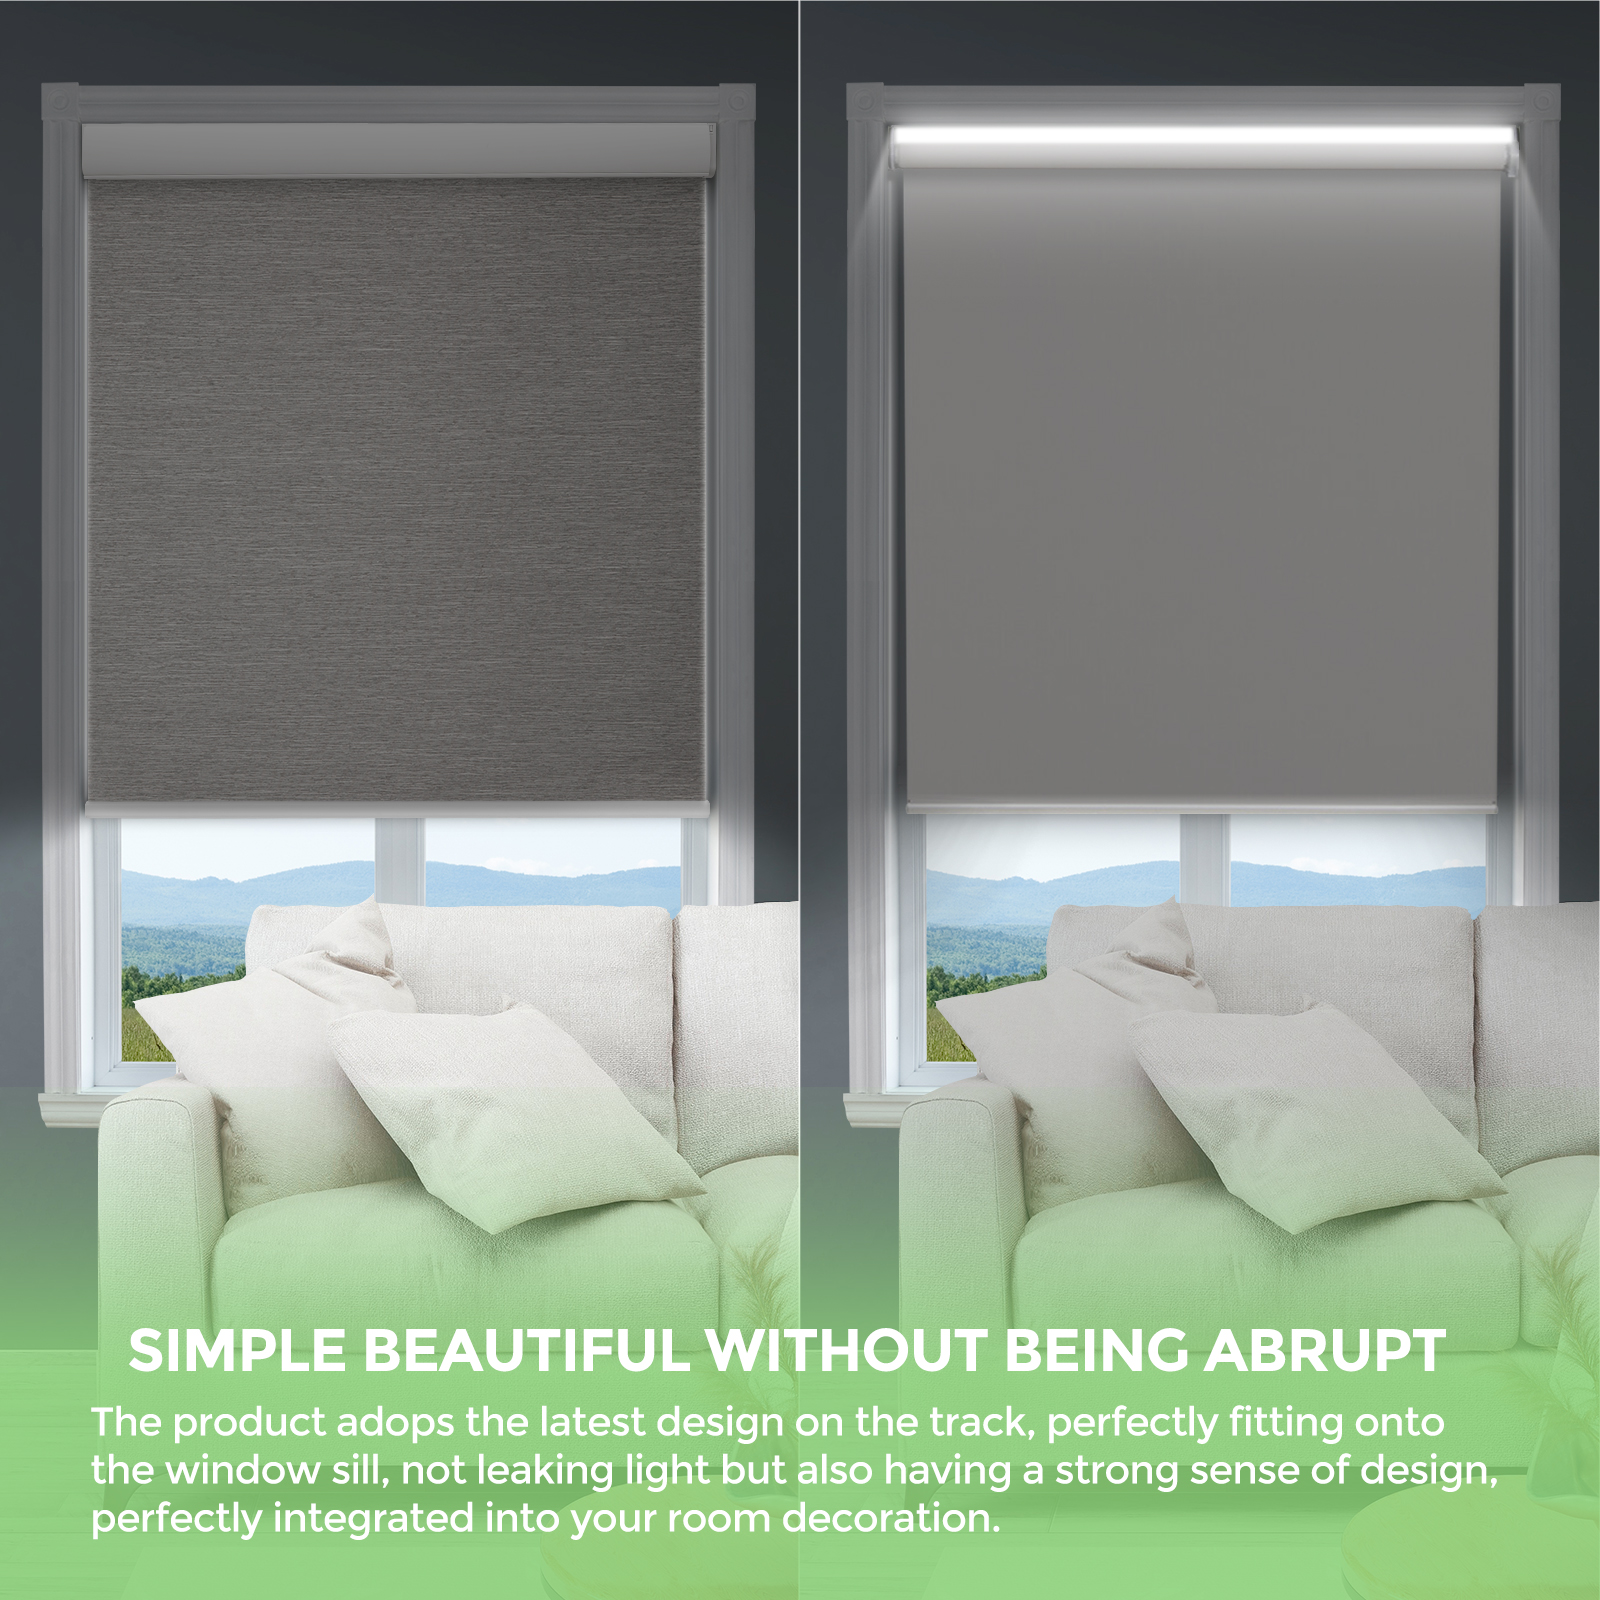 SIMPLE BEAUTIFUL WITHOUT BEING ABRUPT
The product adops the latest design on the track, perfectly fitting onto
the window sill, not leaking light but also having a strong sense of design,
perfectly integrated into your room decoration.